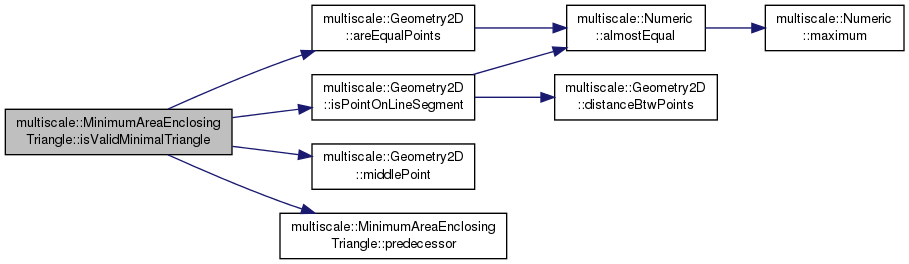 multiscale::Geometry2D
::areEqualPoints
multiscale::Numeric
::almostEqual
multiscale::Numeric
::maximum
multiscale::Geometry2D
::isPointOnLineSegment
multiscale::Geometry2D
::distanceBtwPoints
multiscale::MinimumAreaEnclosing
Triangle::isValidMinimalTriangle
multiscale::Geometry2D
::middlePoint
multiscale::MinimumAreaEnclosing
Triangle::predecessor